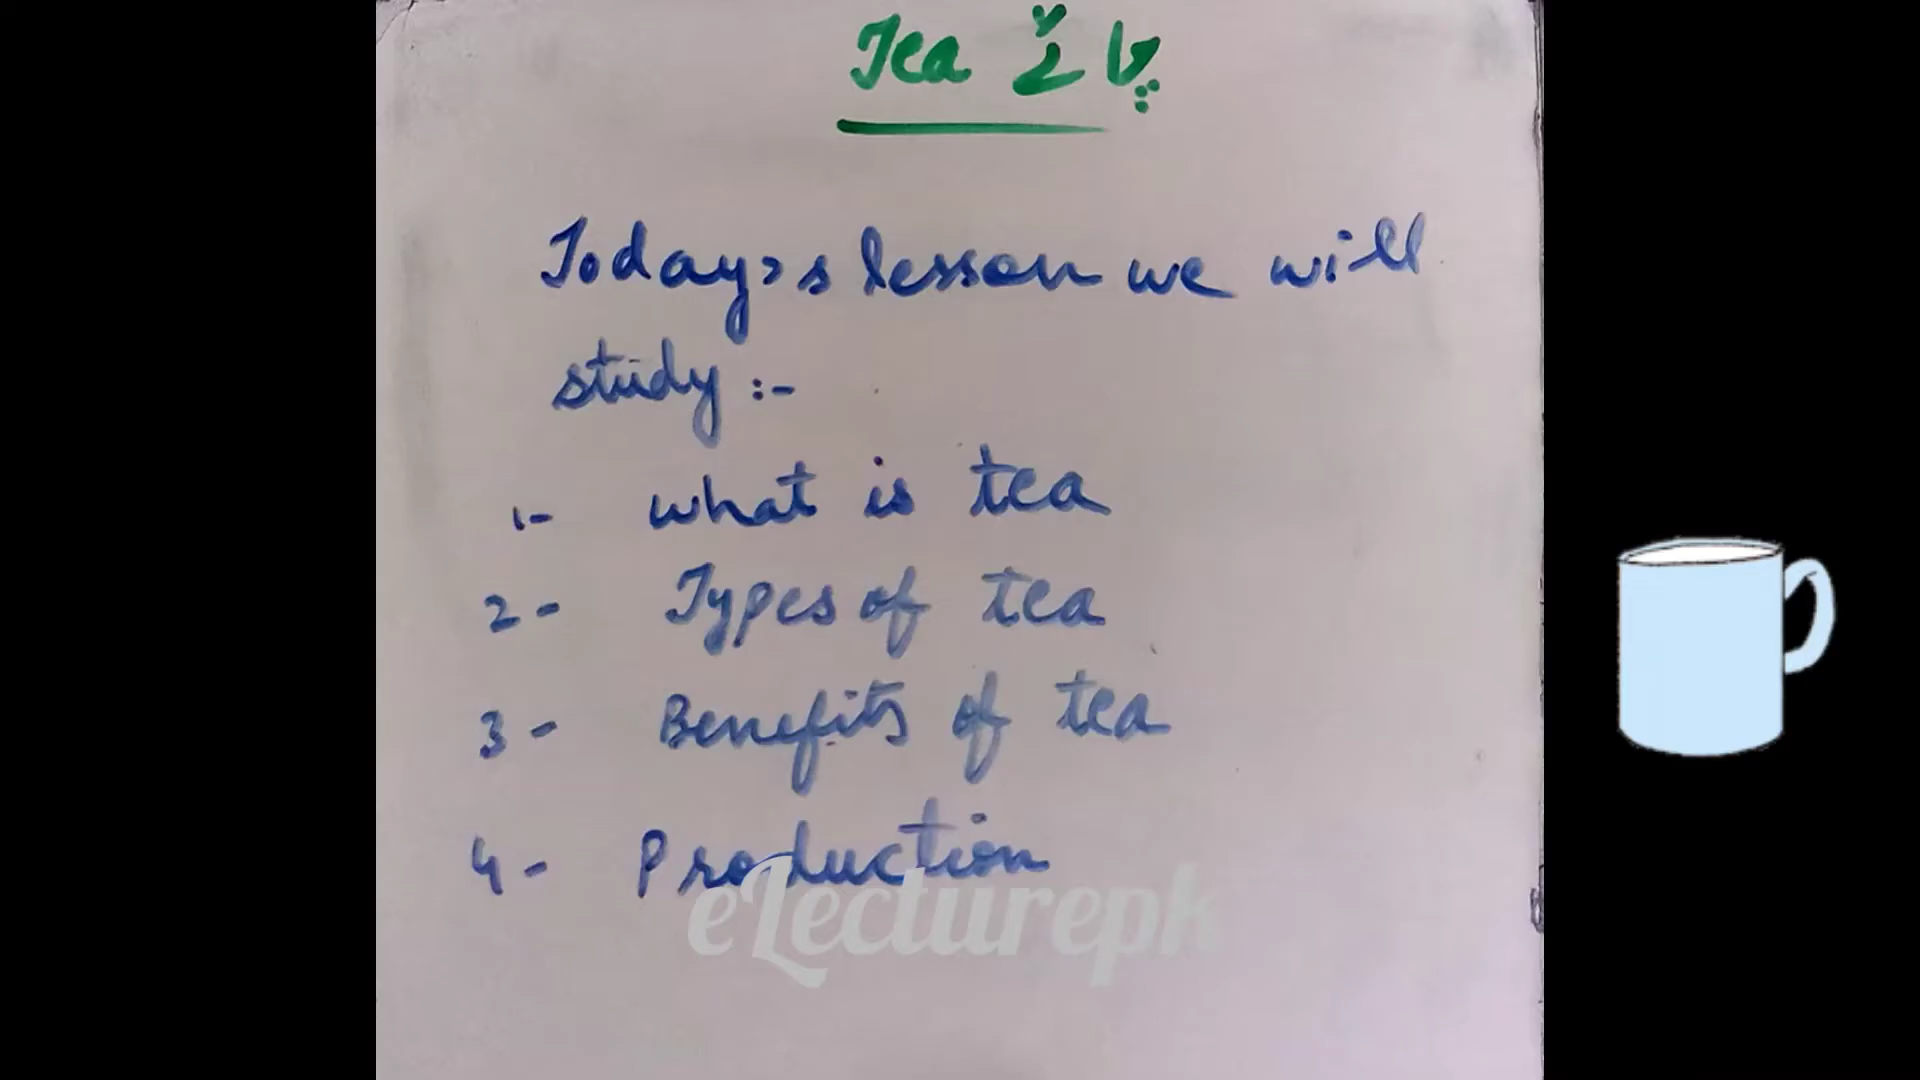 Tea چائے
Today's lesson we will
study :-
1- what is tea
2- Types of tea
3- Benefits of tea
4- Production
eLecturepk